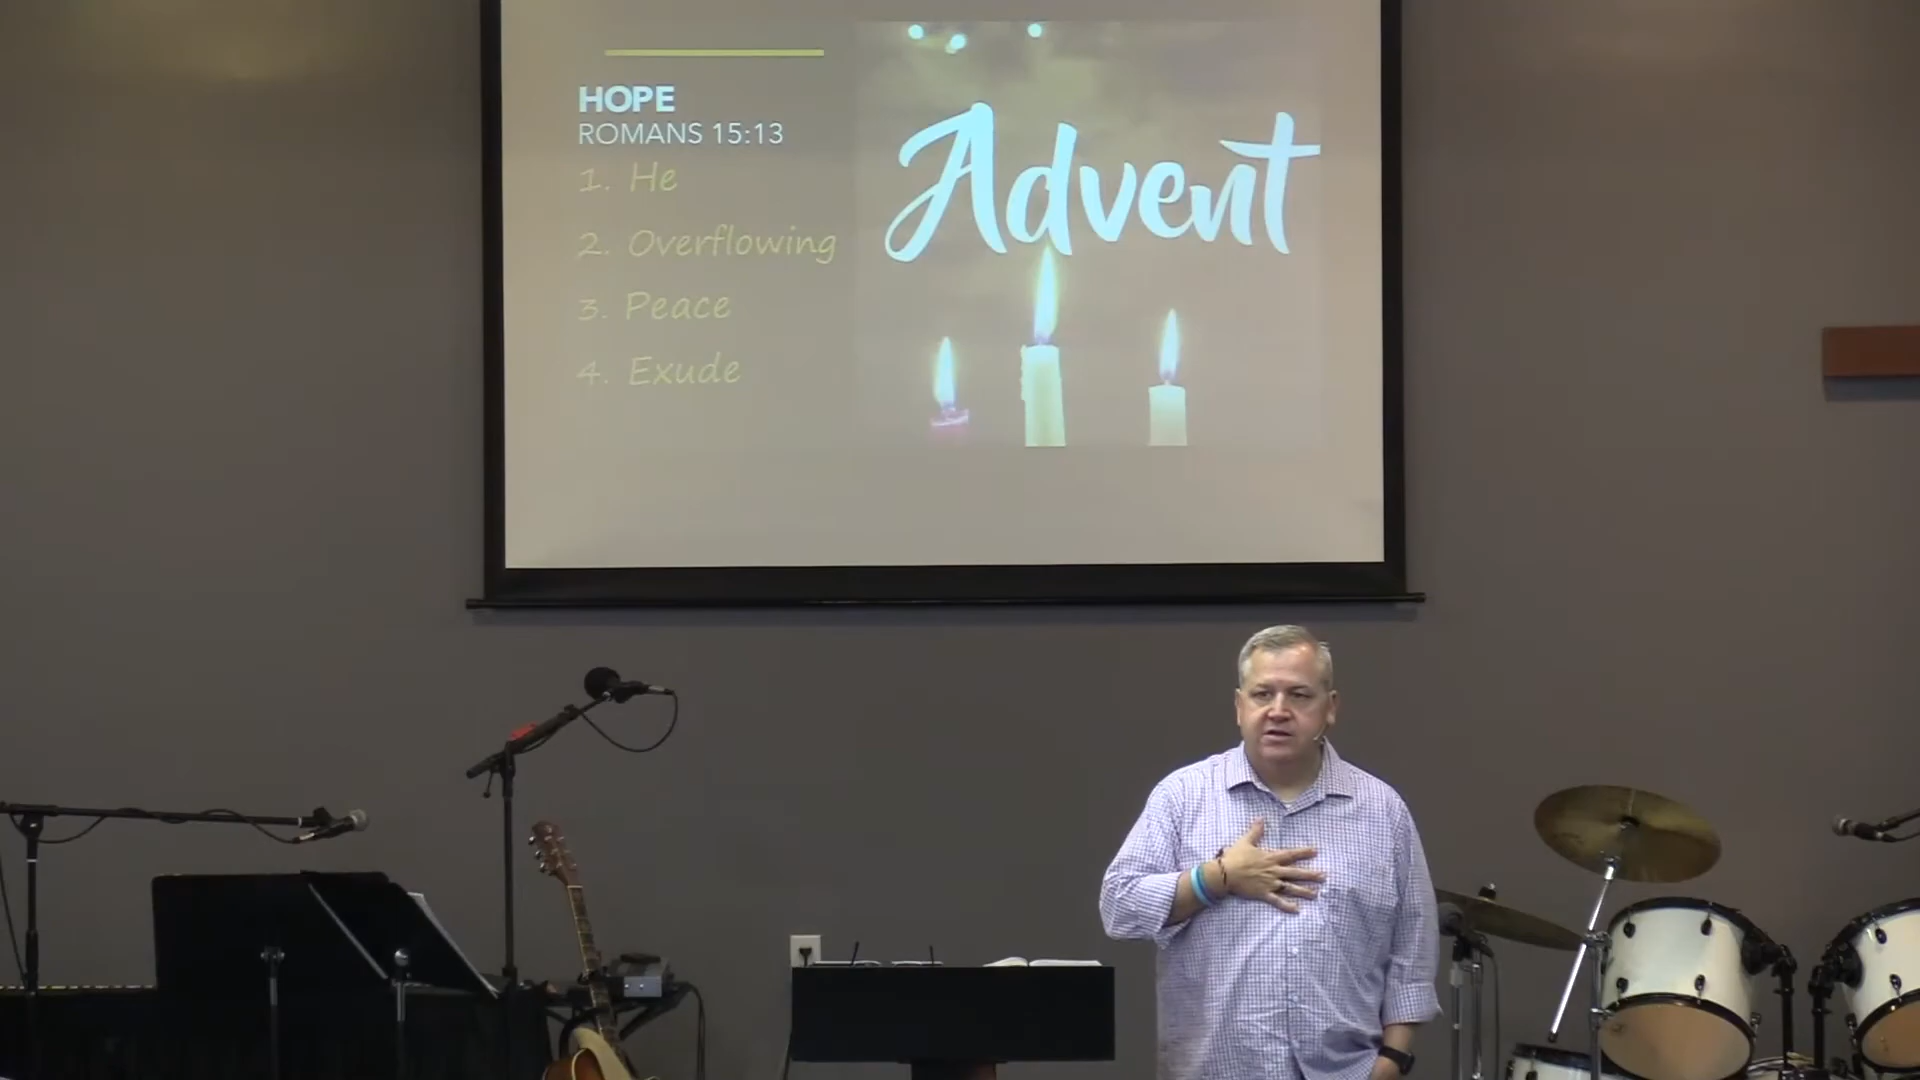 HOPE
ROMANS 15:13
1. He
2. Overflowing
3. Peace
4. Exude
Advent